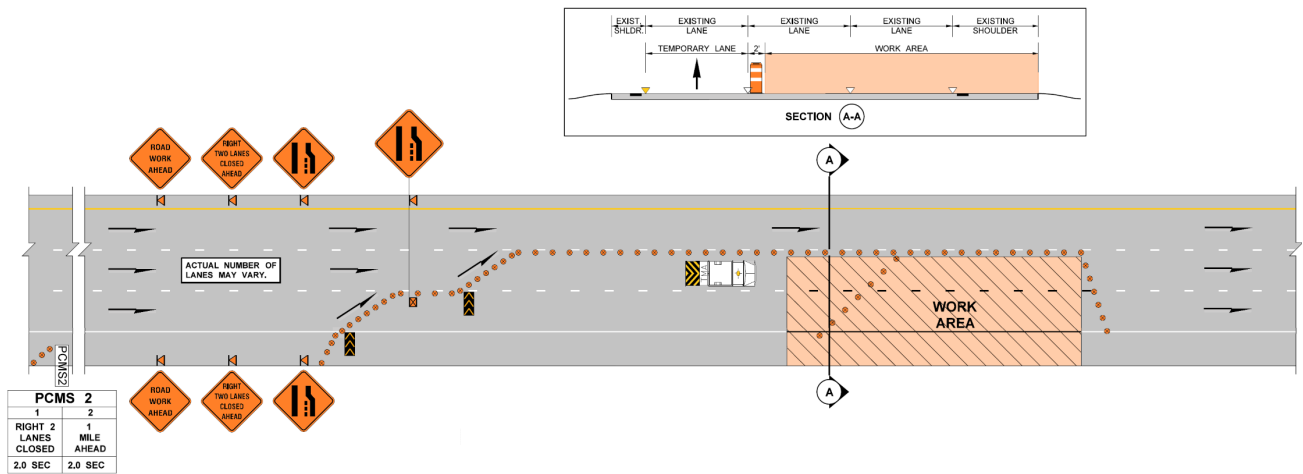 EXIST.
SHLDR.
EXISTING
LANE
EXISTING
LANE
EXISTING
LANE
EXISTING
SHOULDER
TEMPORARY LANE
2'
WORK AREA
SECTION A-A
ROAD
WORK
AHEAD
RIGHT
TWO LANES
CLOSED
AHEAD
A
ACTUAL NUMBER OF
LANES MAY VARY.
TMA
WORK
AREA
PCMS2
ROAD
WORK
AHEAD
RIGHT
TWO LANES
CLOSED
AHEAD
A
PCMS 2
1 2
RIGHT 2 1
LANES MILE
CLOSED AHEAD
2.0 SEC 2.0 SEC